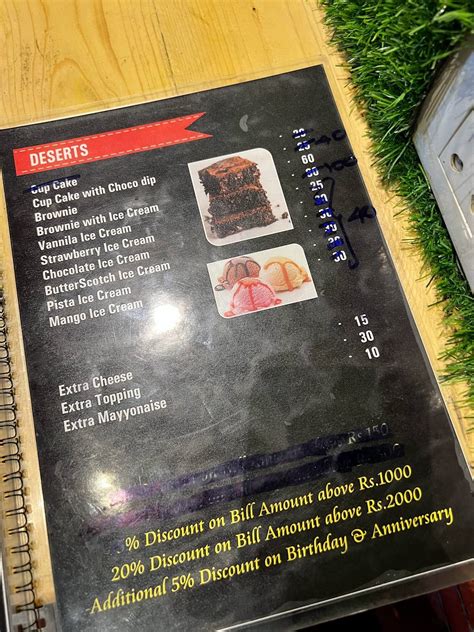 DESERTS
Cup Cake
Cup Cake with Choco dip
Brownie
Brownie with Ice Cream
Vannila Ice Cream
Strawberry Ice Cream
Chocolate Ice Cream
ButterScotch Ice Cream
Pista Ice Cream
Mango Ice Cream
60
25
Extra Cheese - 15
Extra Topping - 30
Extra Mayyonaise - 10
Rs.150
% Discount on Bill Amount above Rs.1000
20% Discount on Bill Amount above Rs.2000
Additional 5% Discount on Birthday & Anniversary